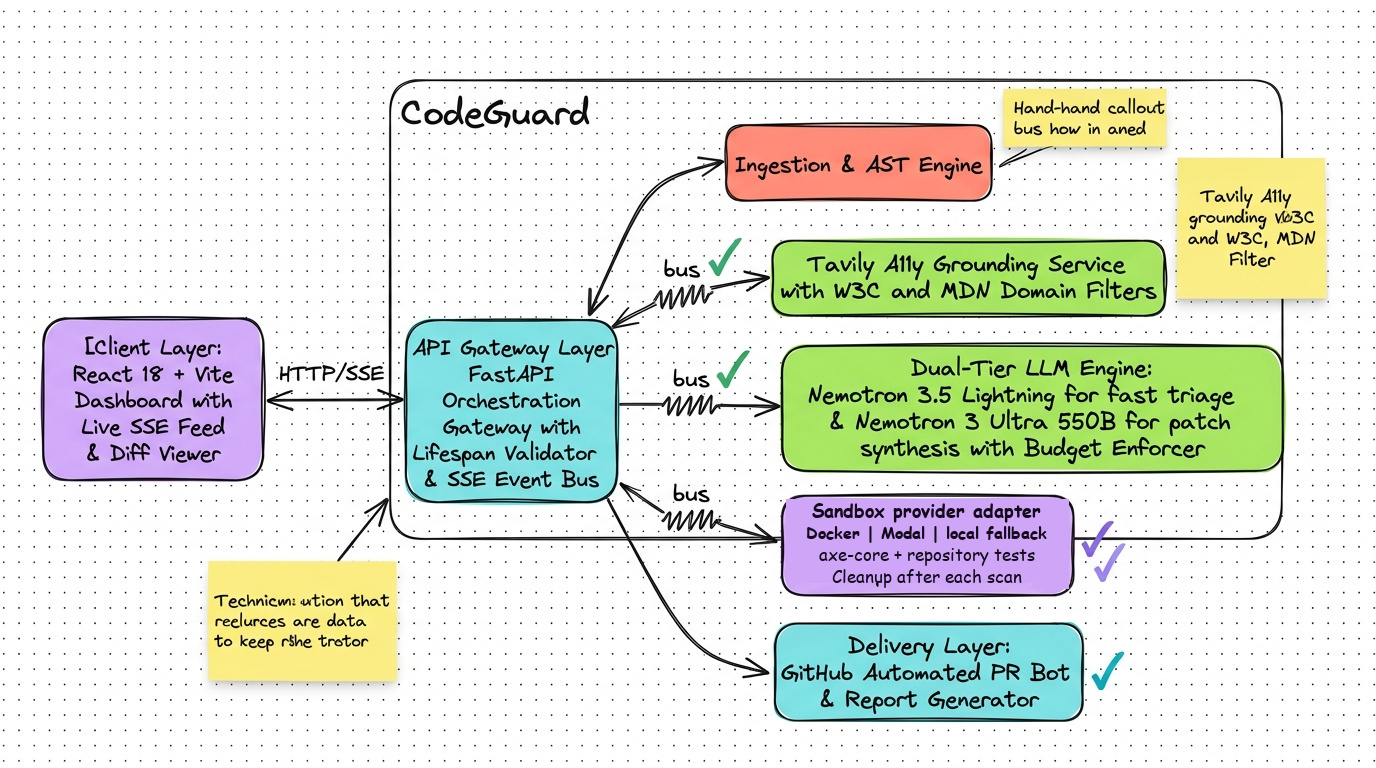 CodeGuard
Hand-hand callout
bus how in aned
Ingestion & AST Engine
Tavily A11y
grounding W3C
and W3C, MDN
Filter
bus
Tavily A11y Grounding Service
with W3C and MDN Domain Filters
[Client Layer:
React 18 + Vite
Dashboard with
Live SSE Feed
& Diff Viewer
HTTP/SSE
API Gateway Layer
FastAPI
Orchestration
Gateway with
Lifespan Validator
& SSE Event Bus
bus
Dual-Tier LLM Engine:
Nemotron 3.5 Lightning for fast triage
& Nemotron 3 Ultra 550B for patch
synthesis with Budget Enforcer
bus
Sandbox provider adapter
Docker | Modal | local fallback
axe-core + repository tests
Cleanup after each scan
that
reelurces are data
to keep trotor
Delivery Layer:
GitHub Automated PR Bot
& Report Generator